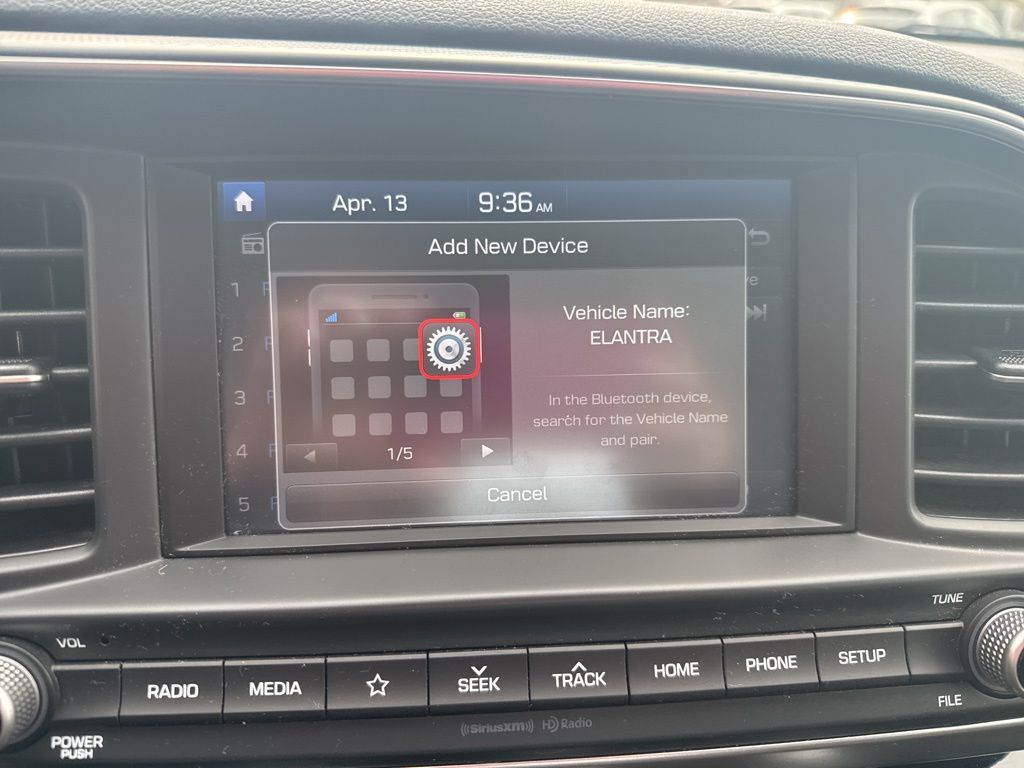 Apr. 13
9:36 AM
Add New Device
1
2
3
4
5
Vehicle Name:
ELANTRA
In the Bluetooth device,
search for the Vehicle Name
and pair.
1/5
Cancel
VOL
TUNE
RADIO
MEDIA
SEEK
TRACK
HOME
PHONE
SETUP
FILE
POWER
PUSH
((SiriusXM))
HD Radio